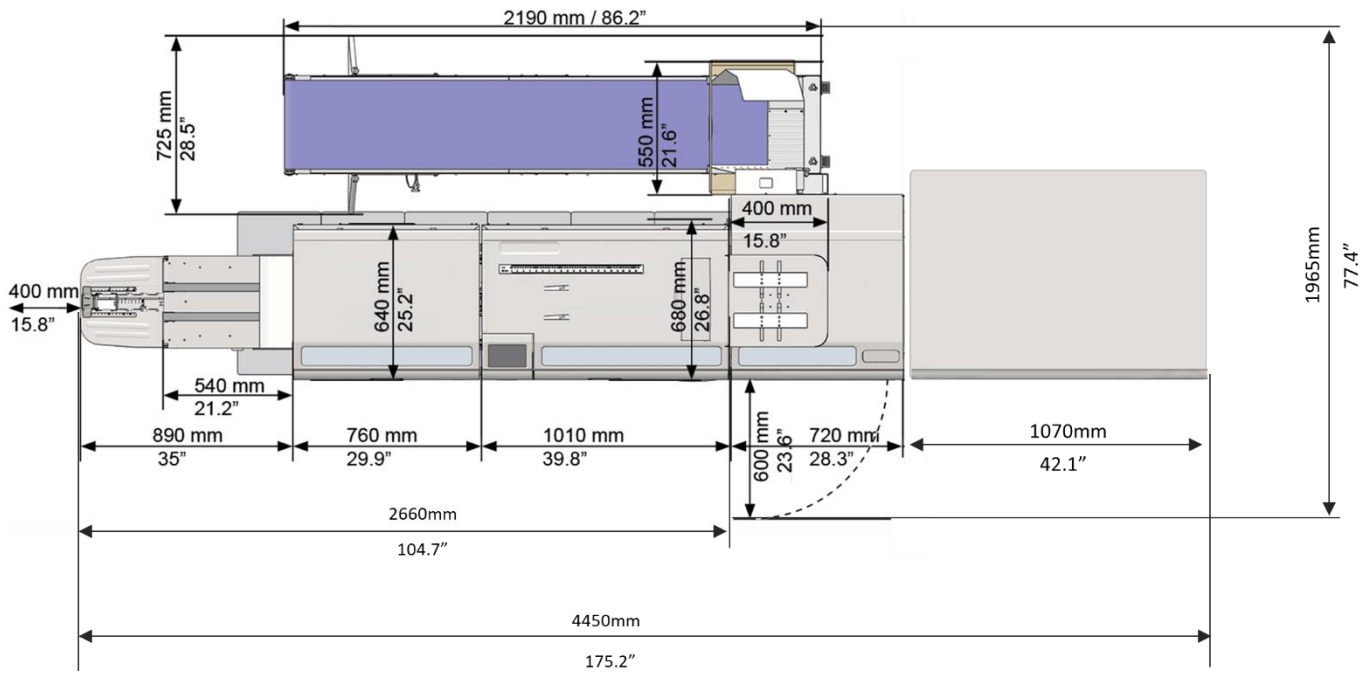 2190 mm / 86.2”
725 mm
28.5”
550 mm
21.6”
400 mm
15.8”
1965mm
77.4”
400 mm
15.8”
640 mm
25.2”
680 mm
26.8”
540 mm
21.2”
890 mm
35”
760 mm
29.9”
1010 mm
39.8”
600 mm
23.6”
720 mm
28.3”
1070mm
42.1”
2660mm
104.7”
4450mm
175.2”